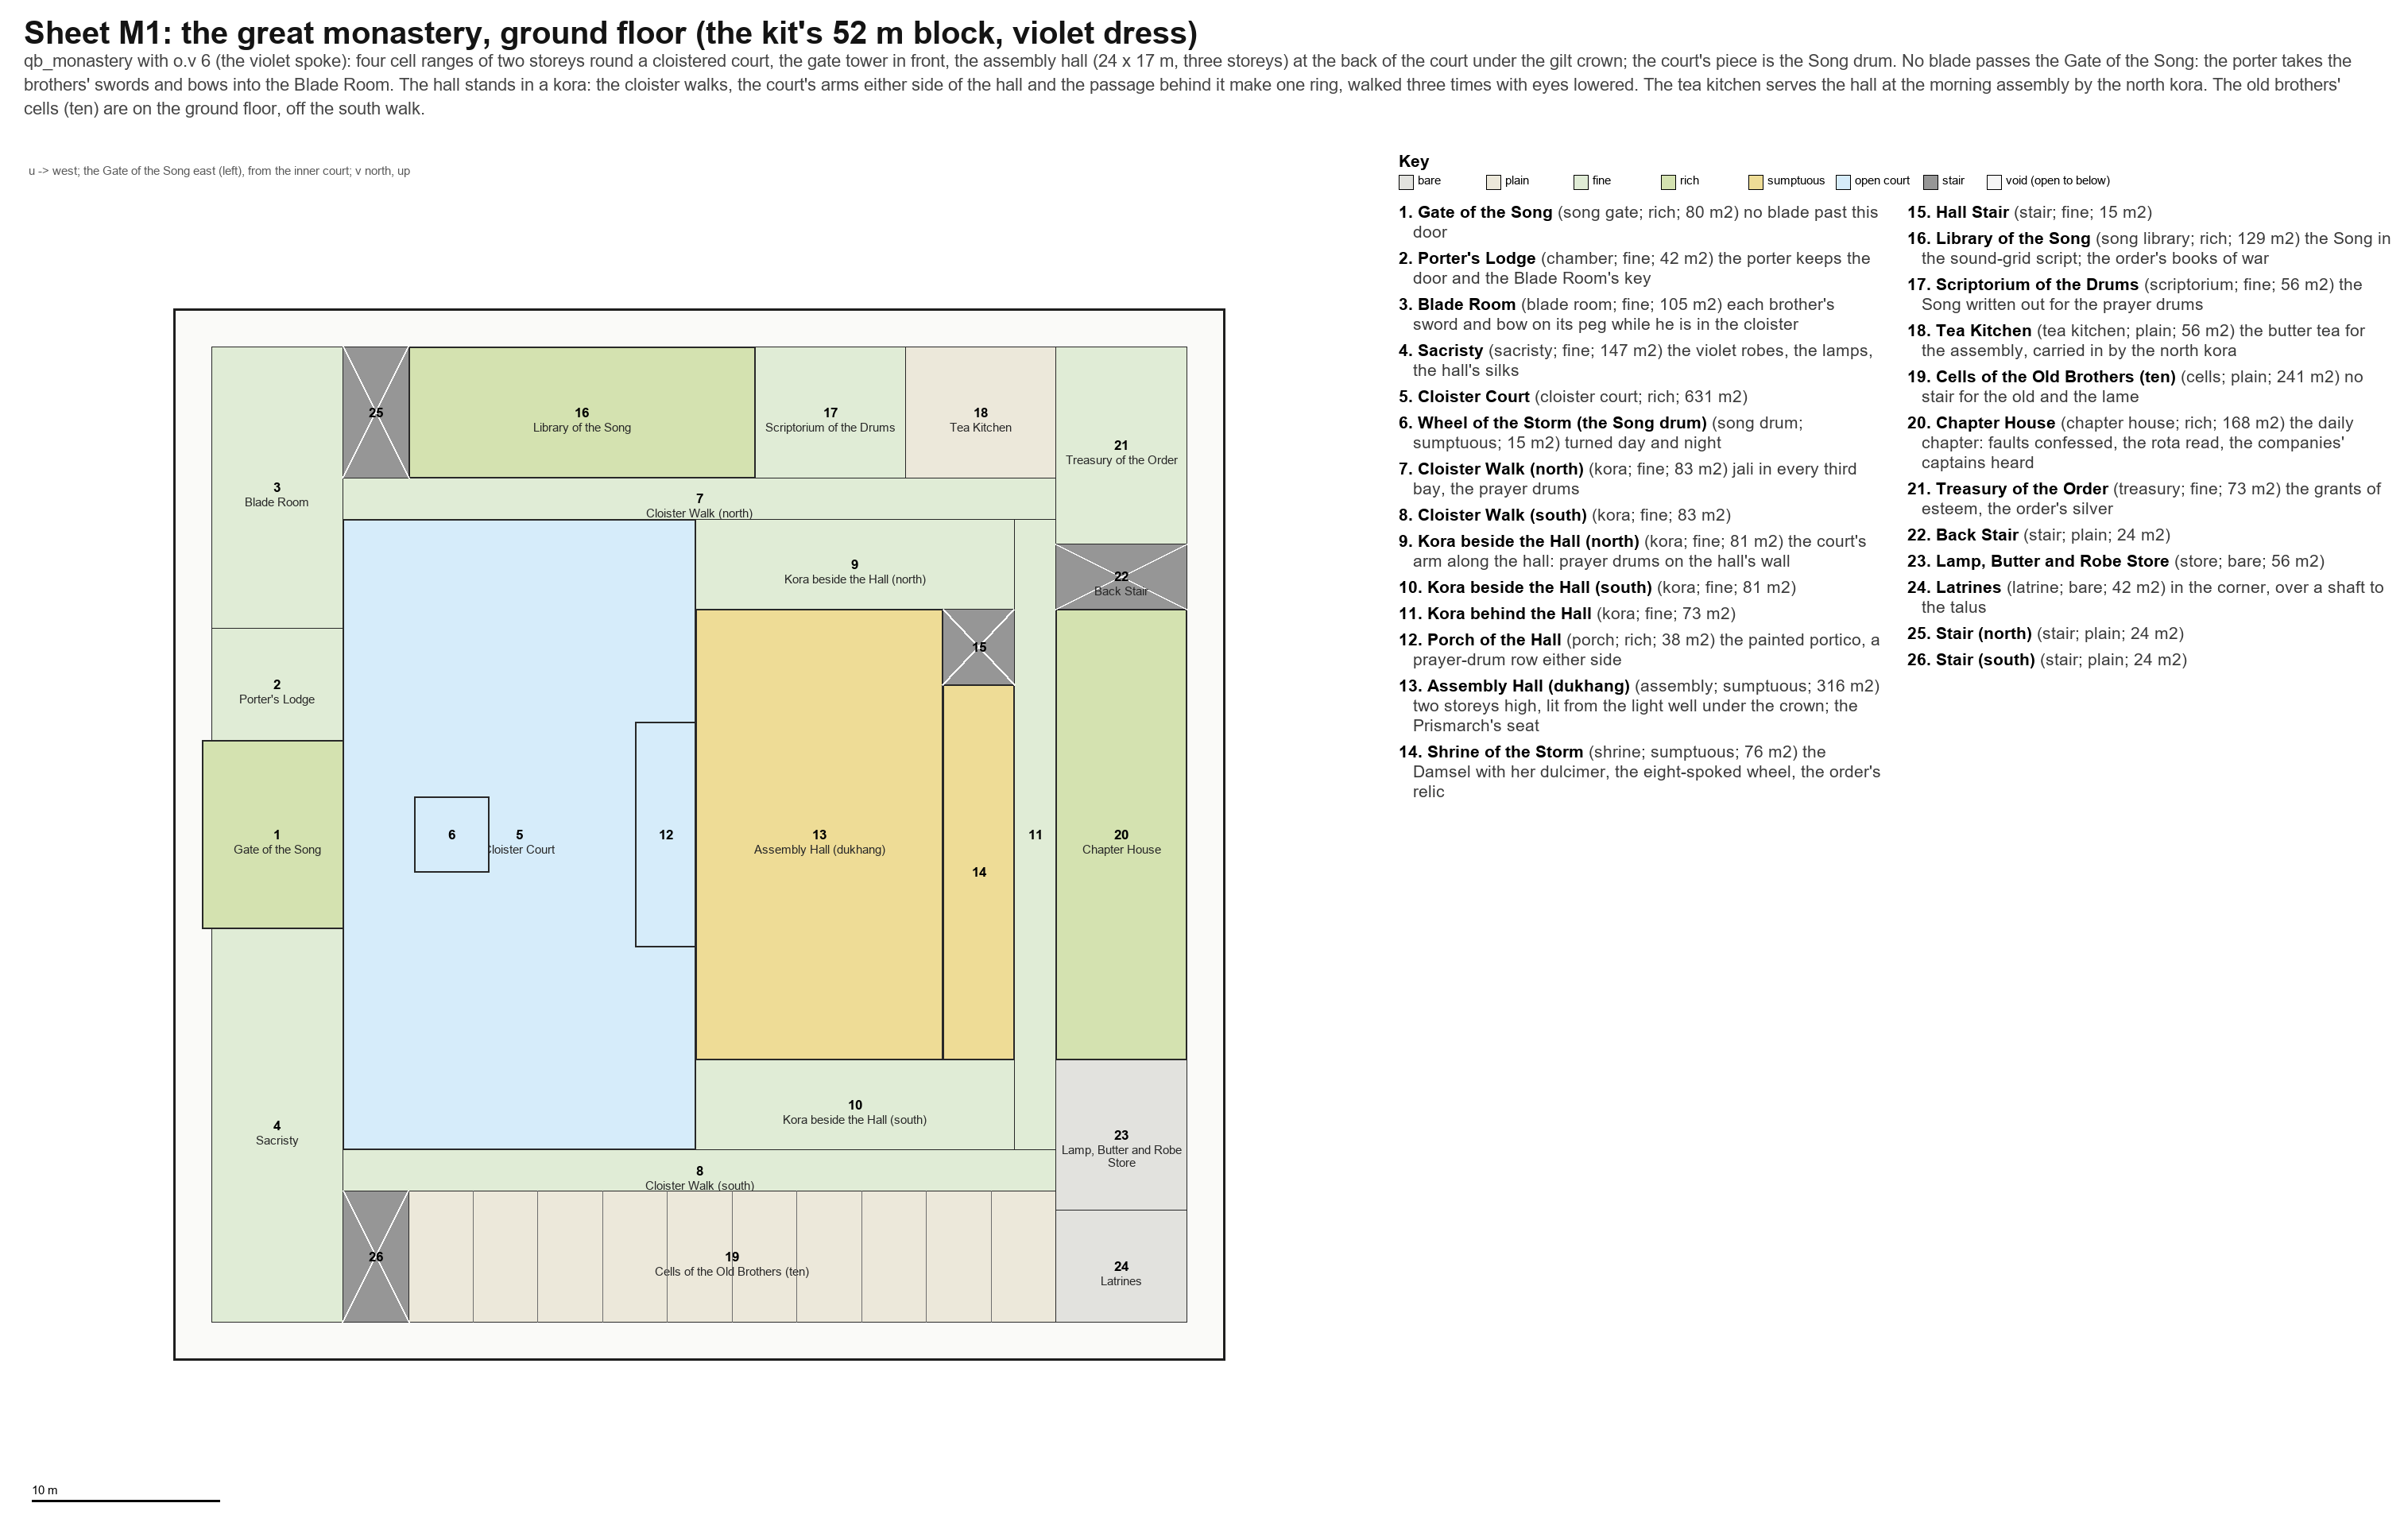 Sheet M1: the great monastery, ground floor (the kit's 52 m block, violet dress)
qb_monastery with o.v 6 (the violet spoke): four cell ranges of two storeys round a cloistered court, the gate tower in front, the assembly hall (24 x 17 m, three storeys) at the back of the court under the gilt crown; the court's piece is the Song drum. No blade passes the Gate of the Song: the porter takes the
brothers' swords and bows into the Blade Room. The hall stands in a kora: the cloister walks, the court's arms either side of the hall and the passage behind it make one ring, walked three times with eyes lowered. The tea kitchen serves the hall at the morning assembly by the north kora. The old brothers'
cells (ten) are on the ground floor, off the south walk.
u -> west; the Gate of the Song east (left), from the inner court; v north, up
25
16
Library of the Song
17
Scriptorium of the Drums
18
Tea Kitchen
21
Treasury of the Order
3
Blade Room
7
Cloister Walk (north)
9
Kora beside the Hall (north)
22
Back Stair
15
2
Porter's Lodge
1
Gate of the Song
6
5
Cloister Court
12
13
Assembly Hall (dukhang)
14
11
20
Chapter House
10
Kora beside the Hall (south)
4
Sacristy
23
Lamp, Butter and Robe
Store
8
Cloister Walk (south)
26
19
Cells of the Old Brothers (ten)
24
Latrines
10 m
Key
bare
plain
fine
rich
sumptuous
open court
stair
void (open to below)
1. Gate of the Song (song gate; rich; 80 m2) no blade past this
door
2. Porter's Lodge (chamber; fine; 42 m2) the porter keeps the
door and the Blade Room's key
3. Blade Room (blade room; fine; 105 m2) each brother's
sword and bow on its peg while he is in the cloister
4. Sacristy (sacristy; fine; 147 m2) the violet robes, the lamps,
the hall's silks
5. Cloister Court (cloister court; rich; 631 m2)
6. Wheel of the Storm (the Song drum) (song drum;
sumptuous; 15 m2) turned day and night
7. Cloister Walk (north) (kora; fine; 83 m2) jali in every third
bay, the prayer drums
8. Cloister Walk (south) (kora; fine; 83 m2)
9. Kora beside the Hall (north) (kora; fine; 81 m2) the court's
arm along the hall: prayer drums on the hall's wall
10. Kora beside the Hall (south) (kora; fine; 81 m2)
11. Kora behind the Hall (kora; fine; 73 m2)
12. Porch of the Hall (porch; rich; 38 m2) the painted portico, a
prayer-drum row either side
13. Assembly Hall (dukhang) (assembly; sumptuous; 316 m2)
two storeys high, lit from the light well under the crown; the
Prismarch's seat
14. Shrine of the Storm (shrine; sumptuous; 76 m2) the
Damsel with her dulcimer, the eight-spoked wheel, the order's
relic
15. Hall Stair (stair; fine; 15 m2)
16. Library of the Song (song library; rich; 129 m2) the Song in
the sound-grid script; the order's books of war
17. Scriptorium of the Drums (scriptorium; fine; 56 m2) the
Song written out for the prayer drums
18. Tea Kitchen (tea kitchen; plain; 56 m2) the butter tea for
the assembly, carried in by the north kora
19. Cells of the Old Brothers (ten) (cells; plain; 241 m2) no
stair for the old and the lame
20. Chapter House (chapter house; rich; 168 m2) the daily
chapter: faults confessed, the rota read, the companies'
captains heard
21. Treasury of the Order (treasury; fine; 73 m2) the grants of
esteem, the order's silver
22. Back Stair (stair; plain; 24 m2)
23. Lamp, Butter and Robe Store (store; bare; 56 m2)
24. Latrines (latrine; bare; 42 m2) in the corner, over a shaft to
the talus
25. Stair (north) (stair; plain; 24 m2)
26. Stair (south) (stair; plain; 24 m2)